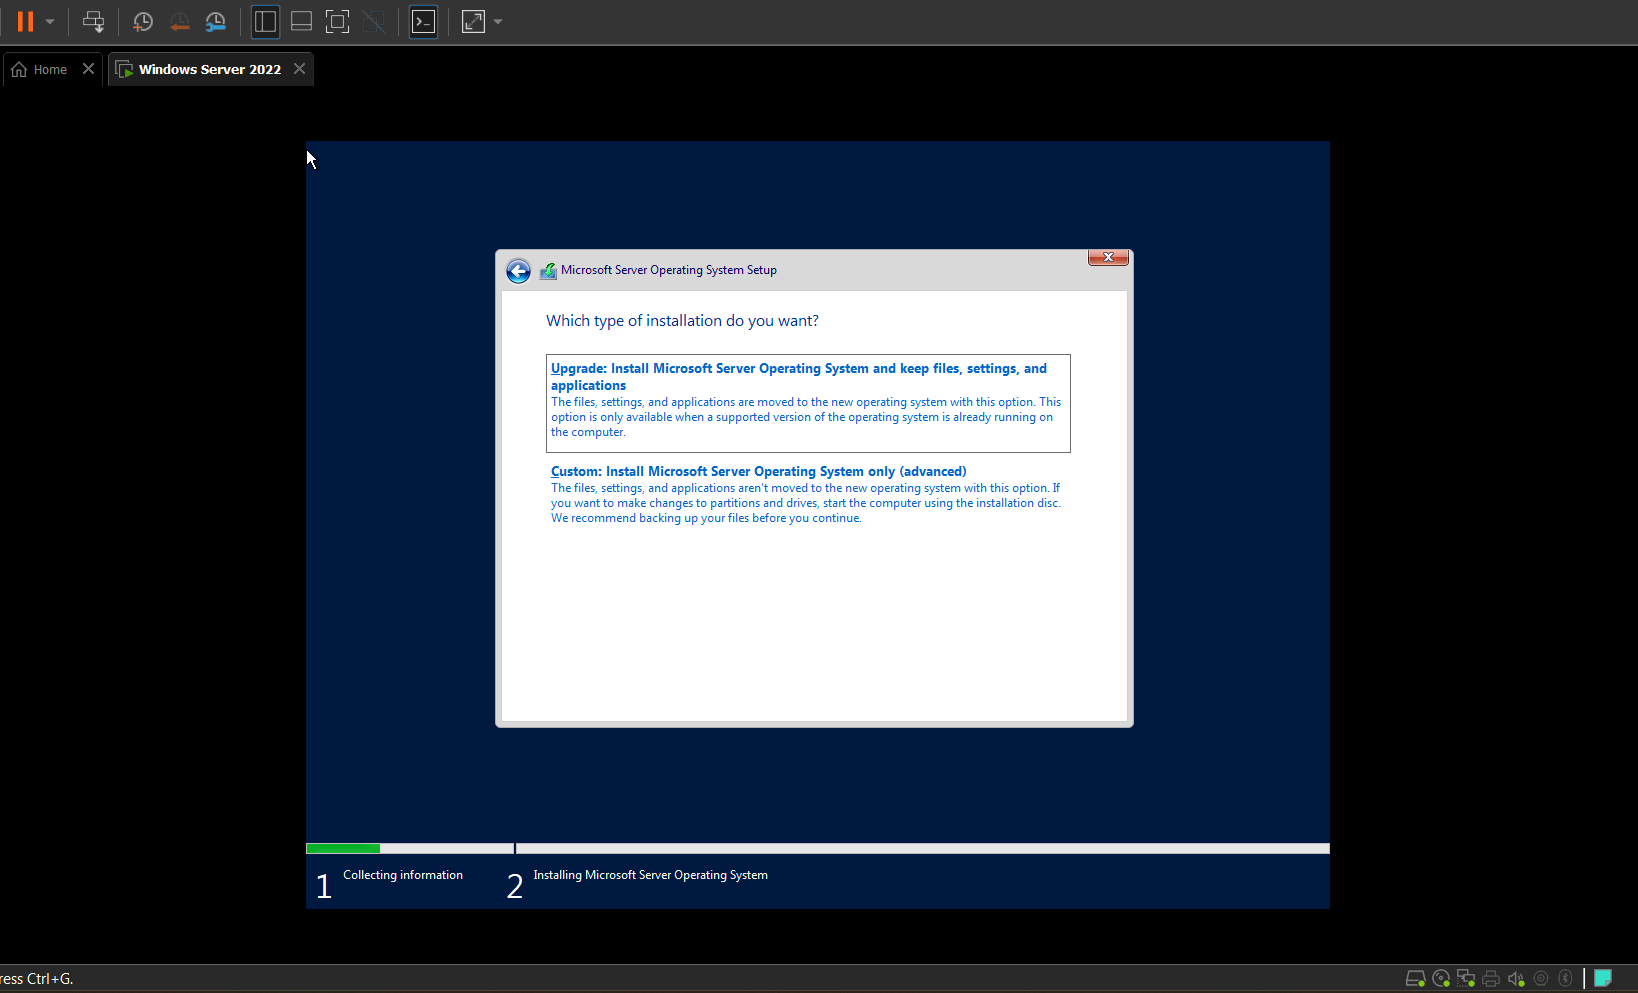 Home
Windows Server 2022
Microsoft Server Operating System Setup
Which type of installation do you want?
Upgrade: Install Microsoft Server Operating System and keep files, settings, and
applications
The files, settings, and applications are moved to the new operating system with this option. This
option is only available when a supported version of the operating system is already running on
the computer.
Custom: Install Microsoft Server Operating System only (advanced)
The files, settings, and applications aren't moved to the new operating system with this option. If
you want to make changes to partitions and drives, start the computer using the installation disc.
We recommend backing up your files before you continue.
1 Collecting information
2 Installing Microsoft Server Operating System
ress Ctrl+G.